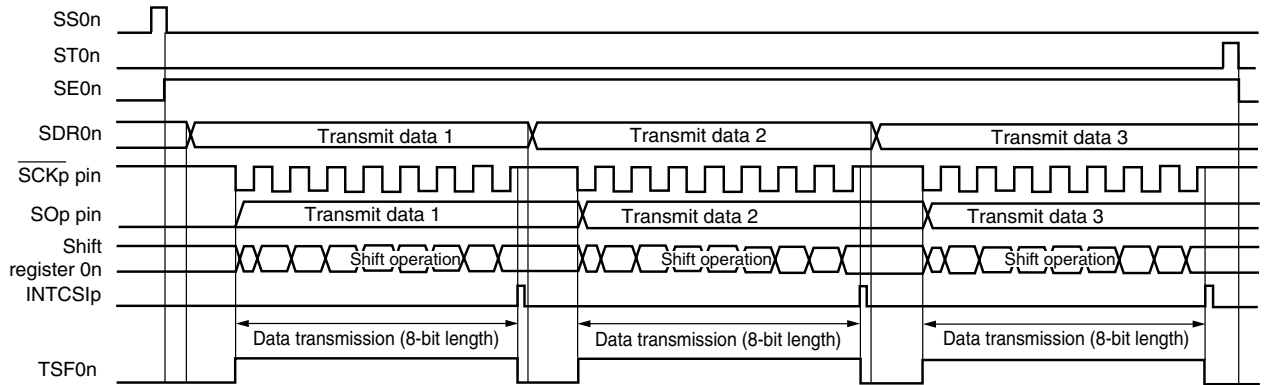 SS0n
ST0n
SE0n
SDR0n Transmit data 1 Transmit data 2 Transmit data 3
SCKp pin
SOp pin Transmit data 1 Transmit data 2 Transmit data 3
Shift
register 0n Shift operation Shift operation Shift operation
INTCSIp
Data transmission (8-bit length) Data transmission (8-bit length) Data transmission (8-bit length)
TSF0n